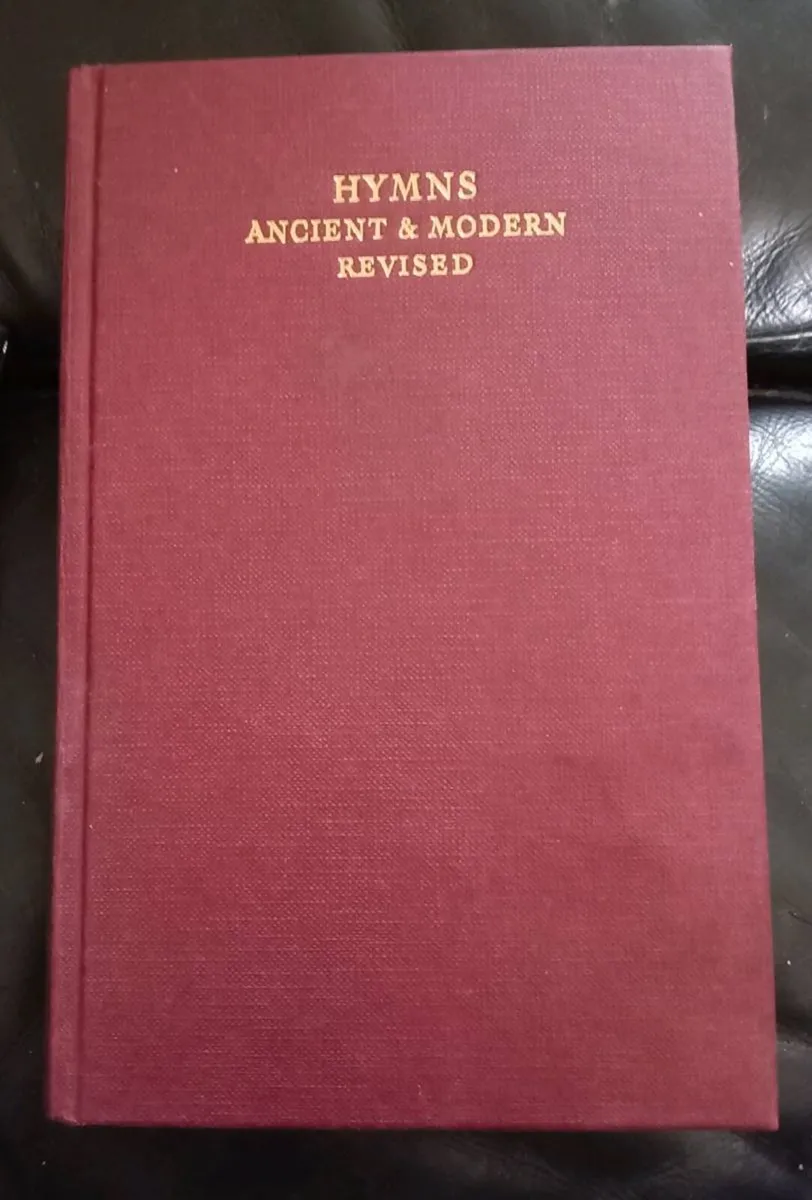 HYMNS
ANCIENT & MODERN
REVISED